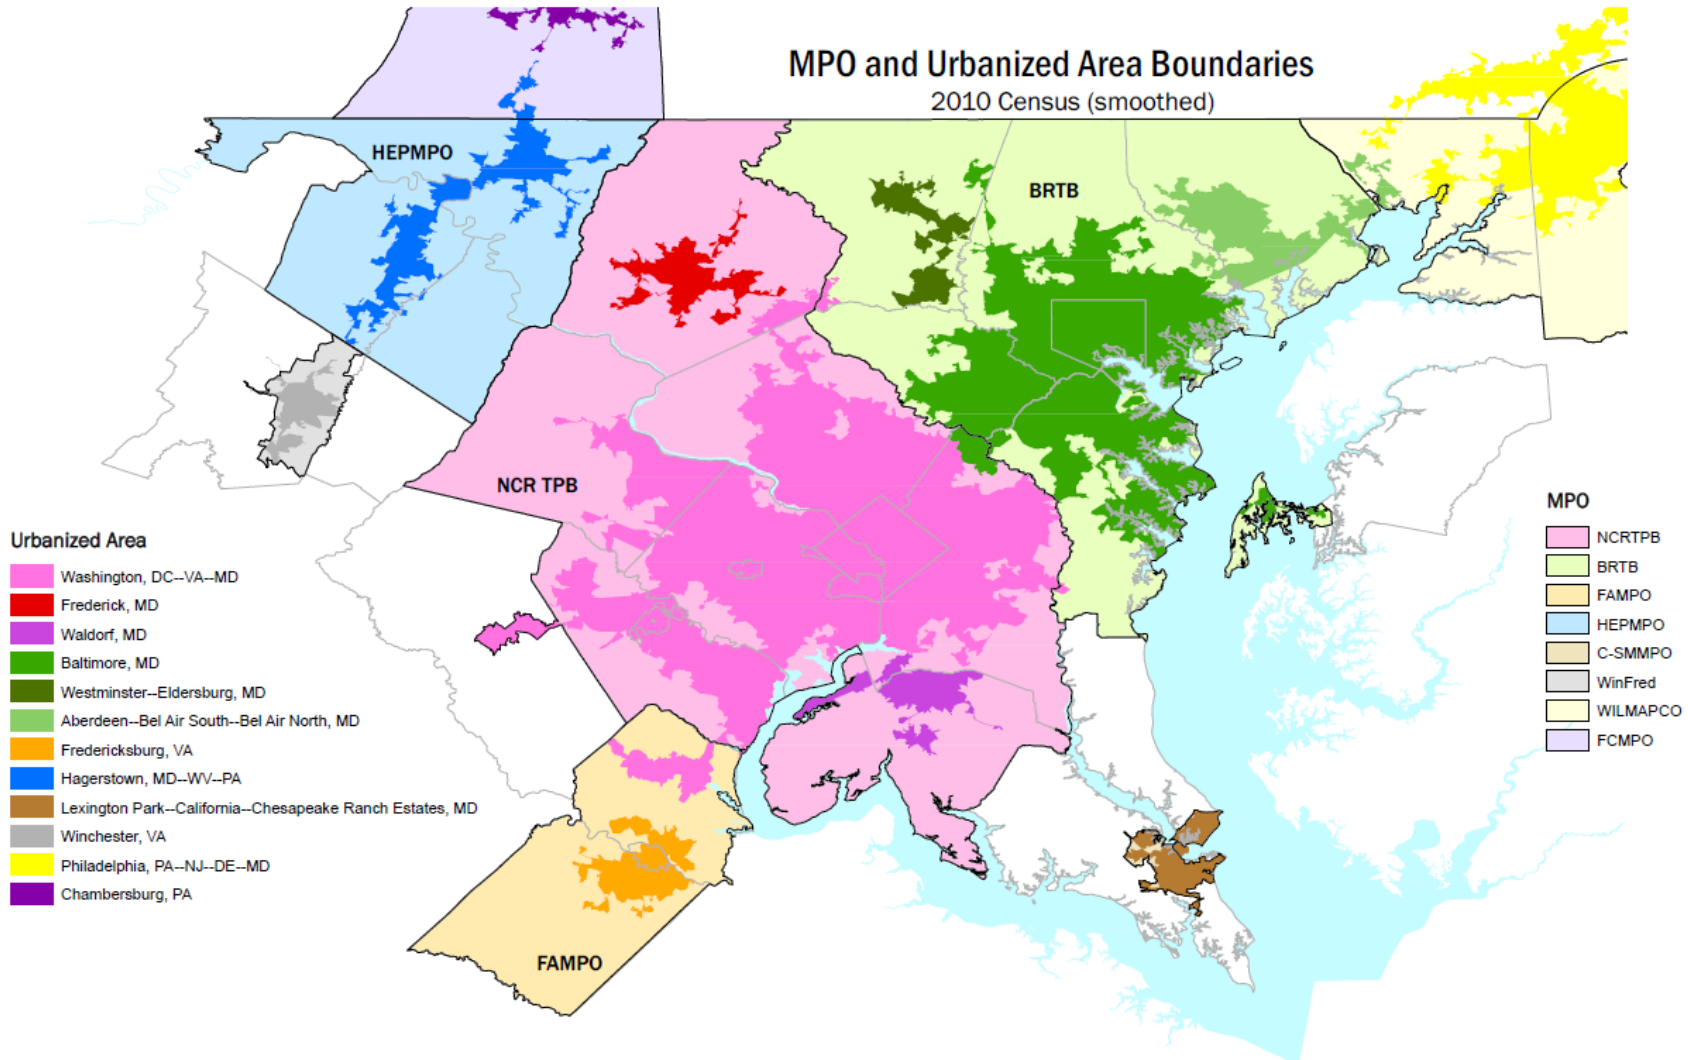 MPO and Urbanized Area Boundaries
2010 Census (smoothed)
HEPMPO
BRTB
NCR TPB
FAMPO
Urbanized Area
Washington, DC--VA--MD
Frederick, MD
Waldorf, MD
Baltimore, MD
Westminster--Eldersburg, MD
Aberdeen--Bel Air South--Bel Air North, MD
Fredericksburg, VA
Hagerstown, MD--WV--PA
Lexington Park--California--Chesapeake Ranch Estates, MD
Winchester, VA
Philadelphia, PA--NJ--DE--MD
Chambersburg, PA
MPO
NCRTPB
BRTB
FAMPO
HEPMPO
C-SMMPO
WinFred
WILMAPCO
FCMPO